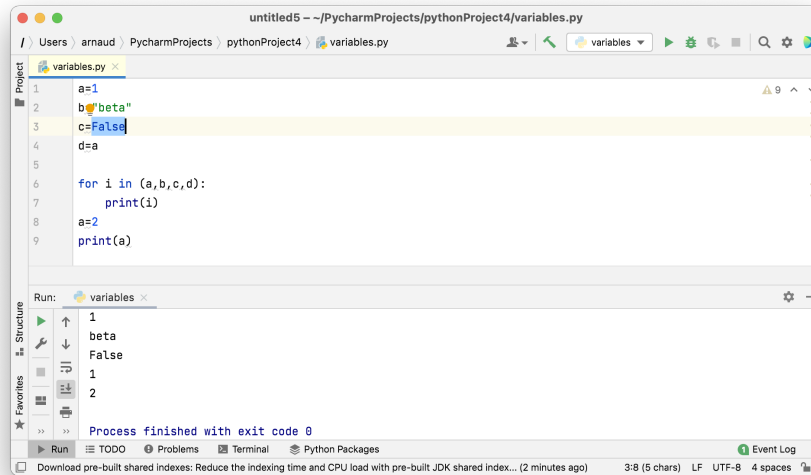 untitled5 – ~/PycharmProjects/pythonProject4/variables.py
/ Users arnaud PycharmProjects pythonProject4 variables.py variables
Project
variables.py
1 a=1 9
2 b="beta"
3 c=False
4 d=a
5
6 for i in (a,b,c,d):
7 print(i)
8 a=2
9 print(a)
Run: variables
Structure
Favorites
1
beta
False
1
2
Process finished with exit code 0
Run TODO Problems Terminal Python Packages 1 Event Log
Download pre-built shared indexes: Reduce the indexing time and CPU load with pre-built JDK shared index... (2 minutes ago) 3:8 (5 chars) LF UTF-8 4 spaces